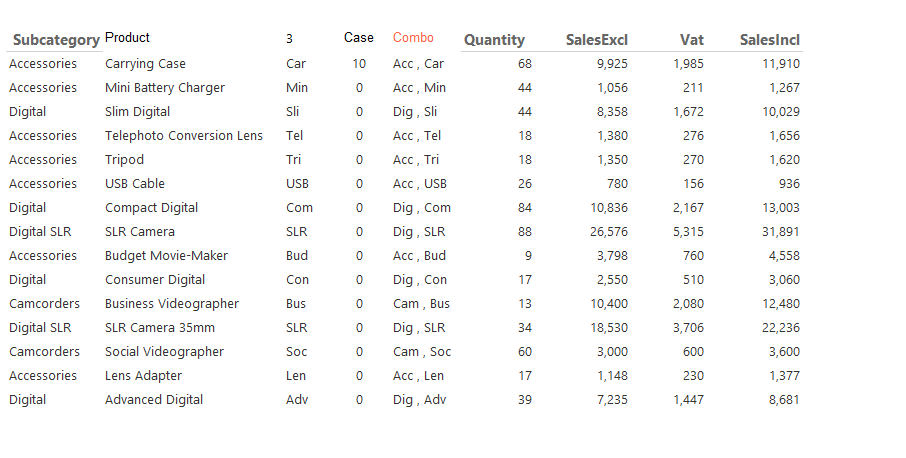 Subcategory Product 3 Case Combo Quantity SalesExcl Vat SalesIncl
Accessories Carrying Case Car 10 Acc , Car 68 9,925 1,985 11,910
Accessories Mini Battery Charger Min 0 Acc , Min 44 1,056 211 1,267
Digital Slim Digital Sli 0 Dig , Sli 44 8,358 1,672 10,029
Accessories Telephoto Conversion Lens Tel 0 Acc , Tel 18 1,380 276 1,656
Accessories Tripod Tri 0 Acc , Tri 18 1,350 270 1,620
Accessories USB Cable USB 0 Acc , USB 26 780 156 936
Digital Compact Digital Com 0 Dig , Com 84 10,836 2,167 13,003
Digital SLR SLR Camera SLR 0 Dig , SLR 88 26,576 5,315 31,891
Accessories Budget Movie-Maker Bud 0 Acc , Bud 9 3,798 760 4,558
Digital Consumer Digital Con 0 Dig , Con 17 2,550 510 3,060
Camcorders Business Videographer Bus 0 Cam , Bus 13 10,400 2,080 12,480
Digital SLR SLR Camera 35mm SLR 0 Dig , SLR 34 18,530 3,706 22,236
Camcorders Social Videographer Soc 0 Cam , Soc 60 3,000 600 3,600
Accessories Lens Adapter Len 0 Acc , Len 17 1,148 230 1,377
Digital Advanced Digital Adv 0 Dig , Adv 39 7,235 1,447 8,681